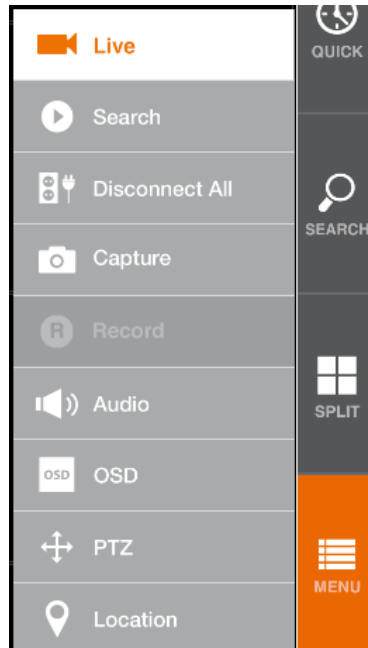 Live
Search
Disconnect All
Capture
R
Record
Audio
OSD
OSD
PTZ
Location
QUICK
SEARCH
SPLIT
MENU